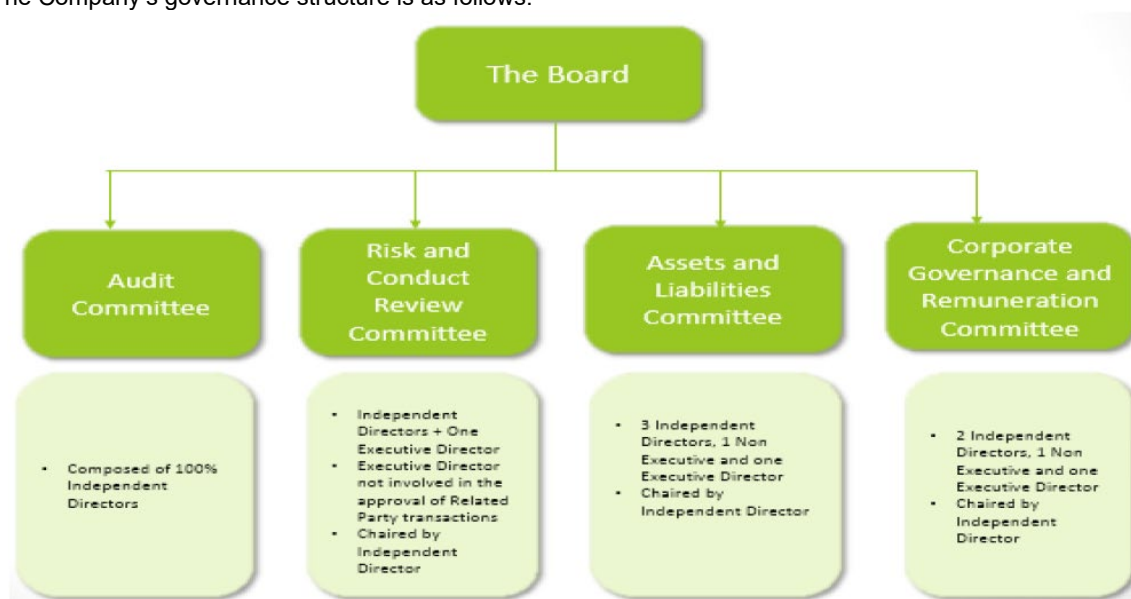 The Company's governance structure is as follows:
The Board
Audit
Committee
Risk and
Conduct
Review
Committee
Assets and
Liabilities
Committee
Corporate
Governance and
Remuneration
Committee
• Composed of 100%
Independent
Directors
• Independent
Directors + One
Executive Director
• Executive Director
not involved in the
approval of Related
Party transactions
• Chaired by
Independent
Director
• 3 Independent
Directors, 1 Non
Executive and one
Executive Director
• Chaired by
Independent Director
• 2 Independent
Directors, 1 Non
Executive and one
Executive Director
• Chaired by
Independent
Director